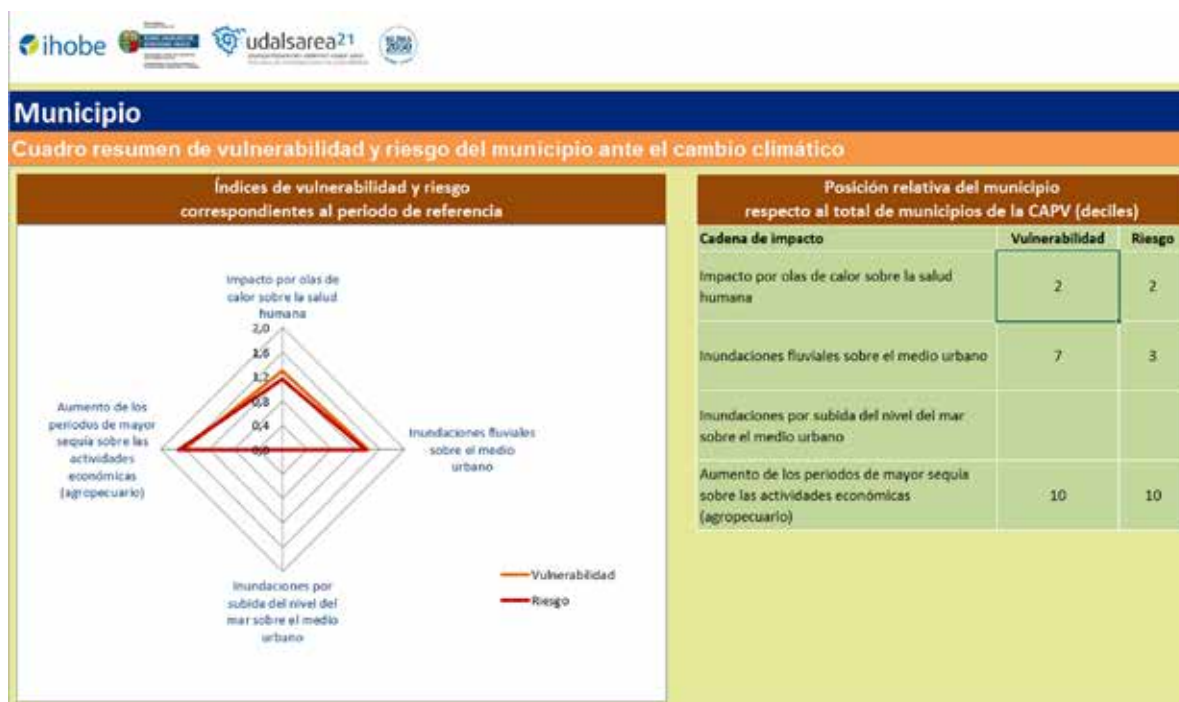 ihobe
udalsarea21
Municipio
Cuadro resumen de vulnerabilidad y riesgo del municipio ante el cambio climático
Índices de vulnerabilidad y riesgo
correspondientes al periodo de referencia
Impacto por olas de
calor sobre la salud
humana
2,0
1,6
1,2
0,8
0,4
0,0
Aumento de los
periodos de mayor
sequía sobre las
actividades
económicas
(agropecuario)
Inundaciones fluviales
sobre el medio
urbano
Inundaciones por
subida del nivel del
mar sobre el medio
urbano
Vulnerabilidad
Riesgo
Posición relativa del municipio
respecto al total de municipios de la CAPV (deciles)
Cadena de impacto Vulnerabilidad Riesgo
Impacto por olas de calor sobre la salud
humana
2 2
Inundaciones fluviales sobre el medio urbano 7 3
Inundaciones por subida del nivel del mar
sobre el medio urbano
Aumento de los periodos de mayor sequía
sobre las actividades económicas
(agropecuario)
10 10